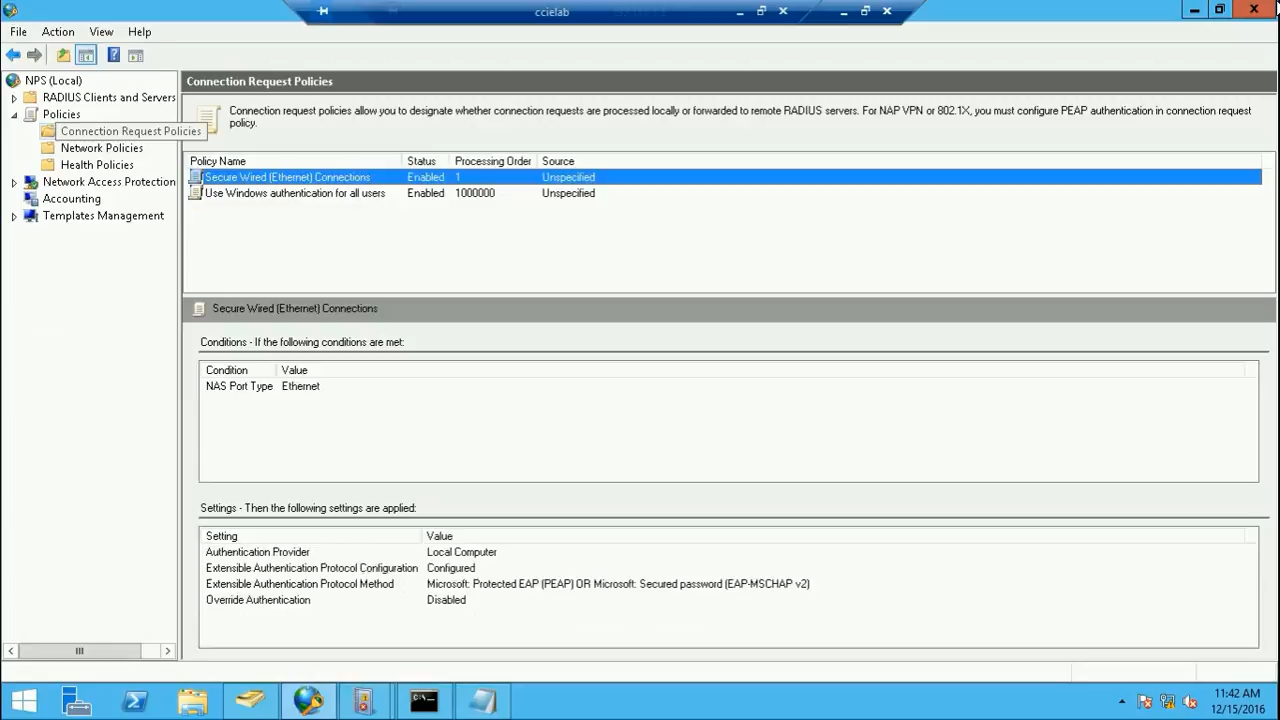 ccielab
File Action View Help
NPS (Local)
RADIUS Clients and Servers
Policies
Connection Request Policies
Network Policies
Health Policies
Network Access Protection
Accounting
Templates Management
Connection Request Policies
Connection request policies allow you to designate whether connection requests are processed locally or forwarded to remote RADIUS servers. For NAP VPN or 802.1X, you must configure PEAP authentication in connection request
policy.
Policy Name Status Processing Order Source
Secure Wired (Ethernet) Connections Enabled 1 Unspecified
Use Windows authentication for all users Enabled 1000000 Unspecified
Secure Wired (Ethernet) Connections
Conditions - If the following conditions are met:
Condition Value
NAS Port Type Ethernet
Settings - Then the following settings are applied:
Setting Value
Authentication Provider Local Computer
Extensible Authentication Protocol Configuration Configured
Extensible Authentication Protocol Method Microsoft: Protected EAP (PEAP) OR Microsoft: Secured password (EAP-MSCHAP v2)
Override Authentication Disabled
11:42 AM
12/15/2016